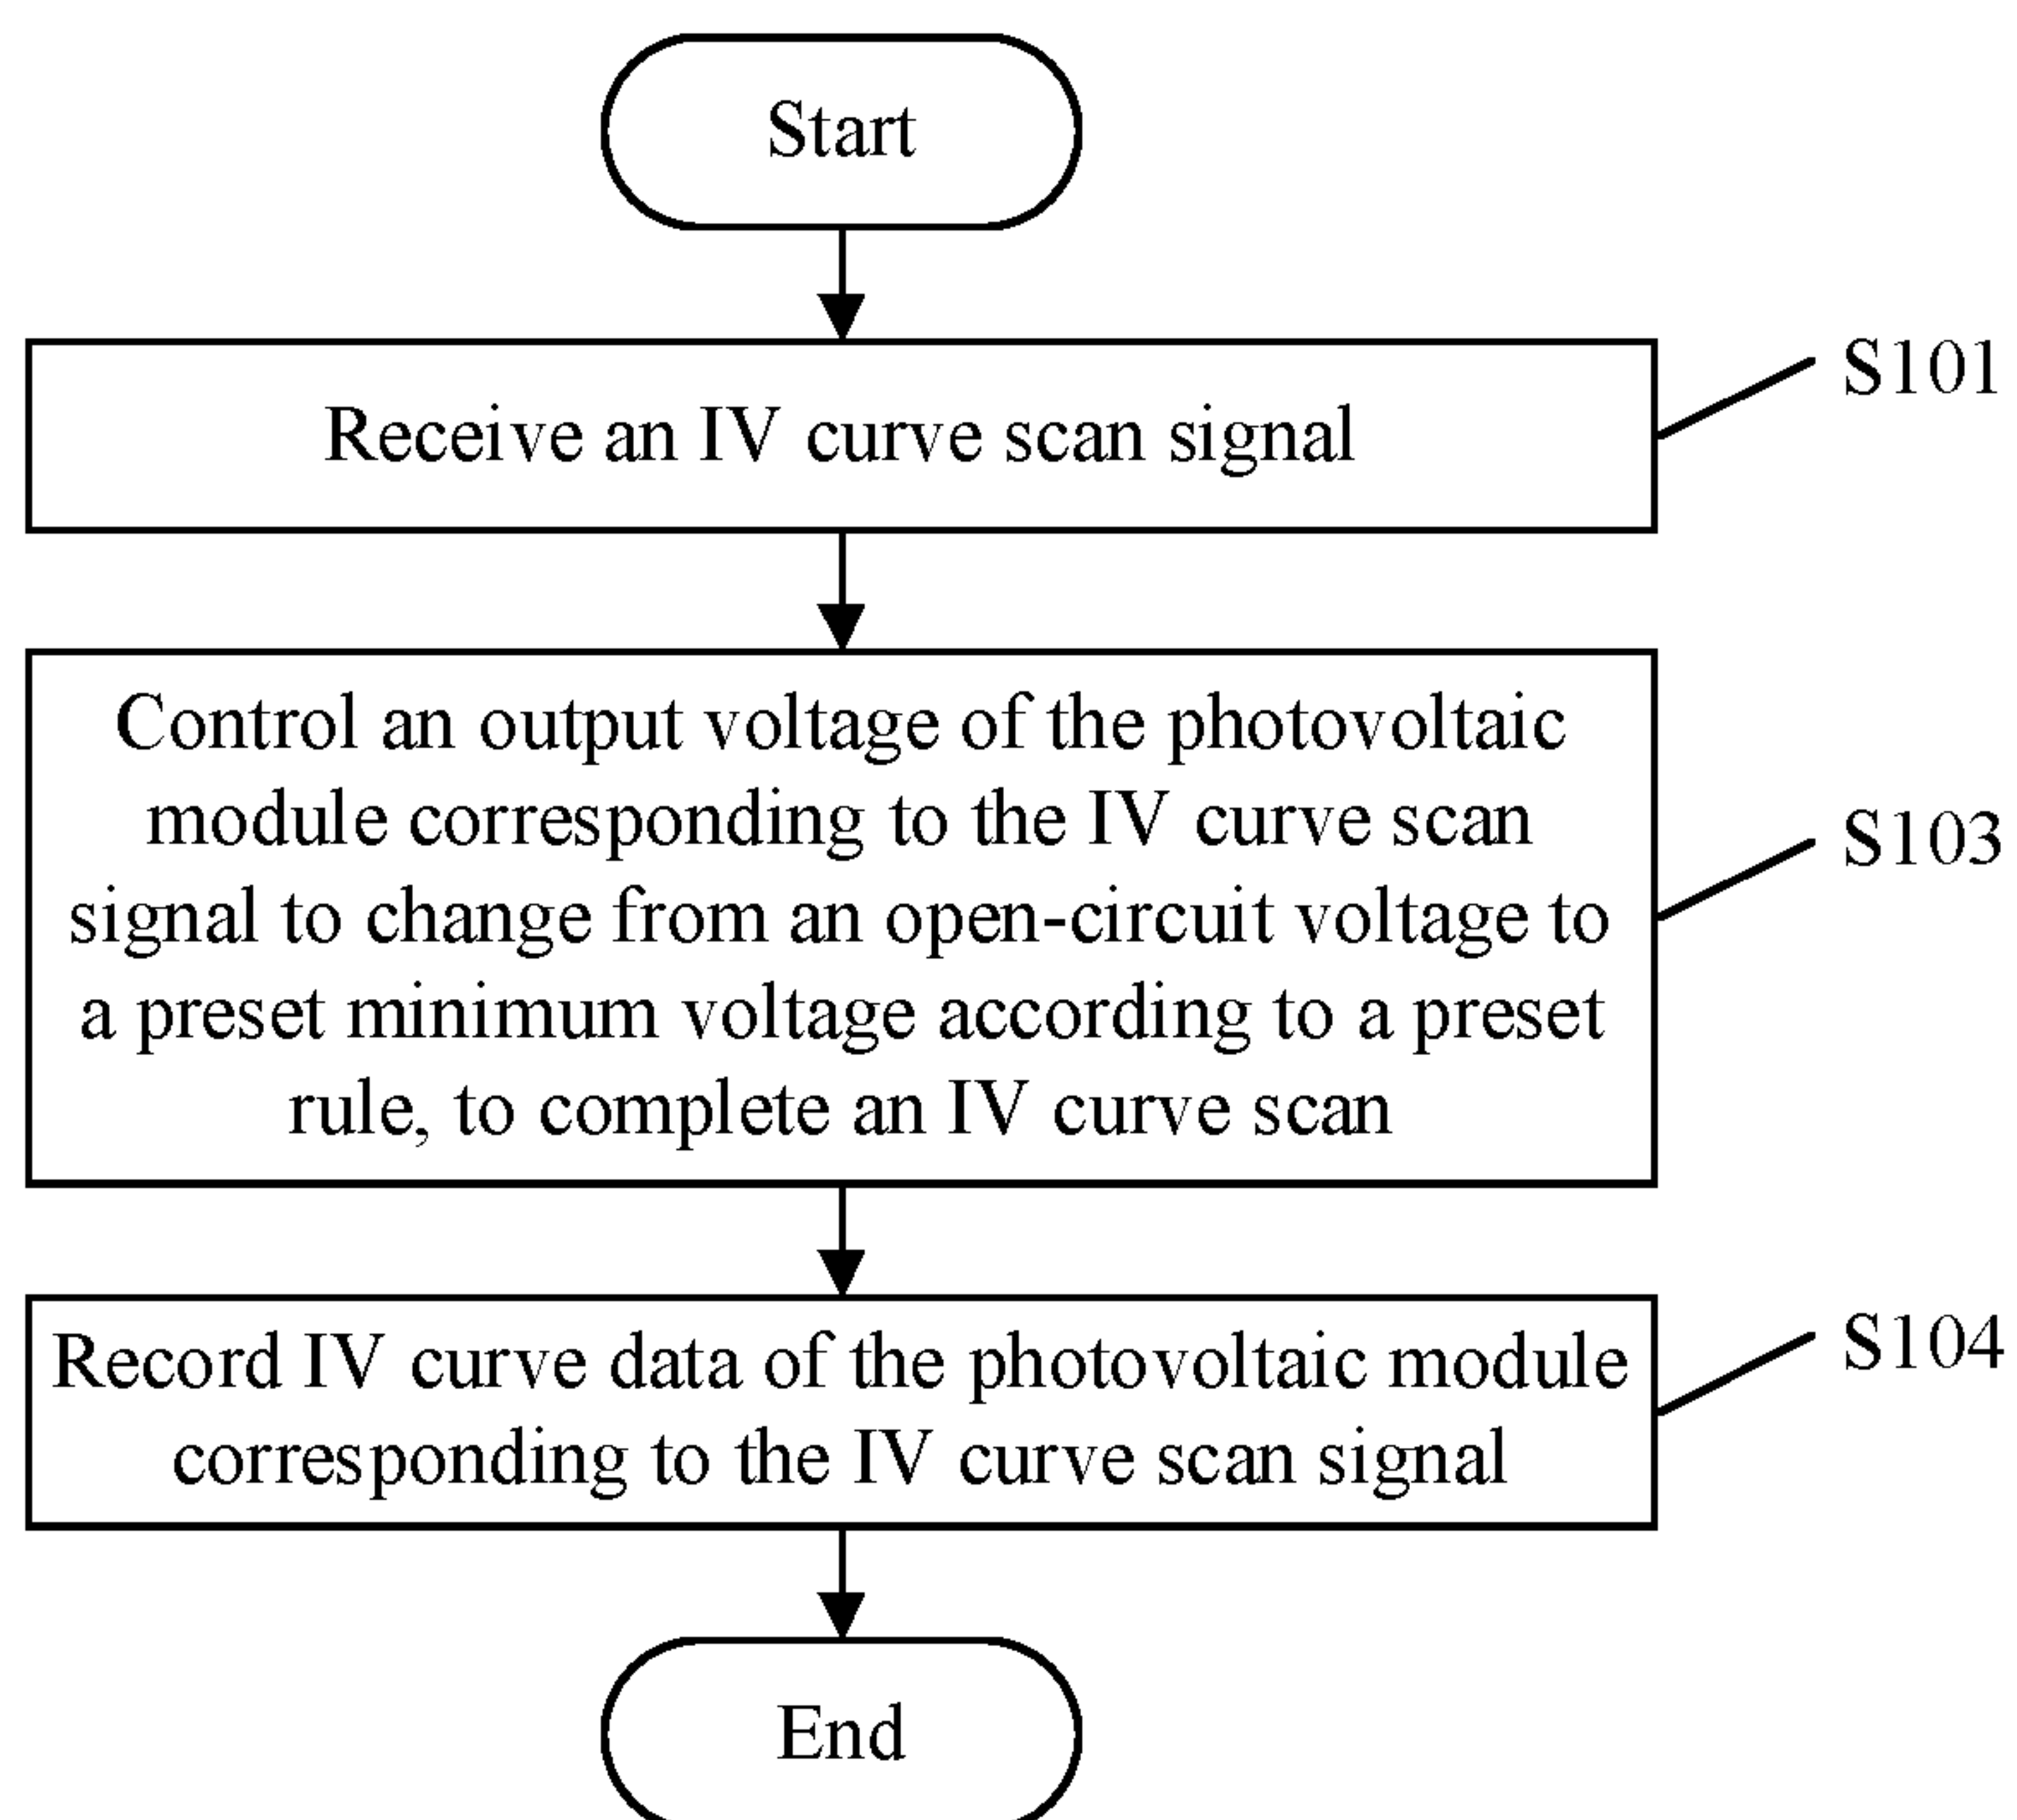 Start
Receive an IV curve scan signal
S101
Control an output voltage of the photovoltaic
module corresponding to the IV curve scan
signal to change from an open-circuit voltage to
a preset minimum voltage according to a preset
rule, to complete an IV curve scan
S103
Record IV curve data of the photovoltaic module
corresponding to the IV curve scan signal
S104
End